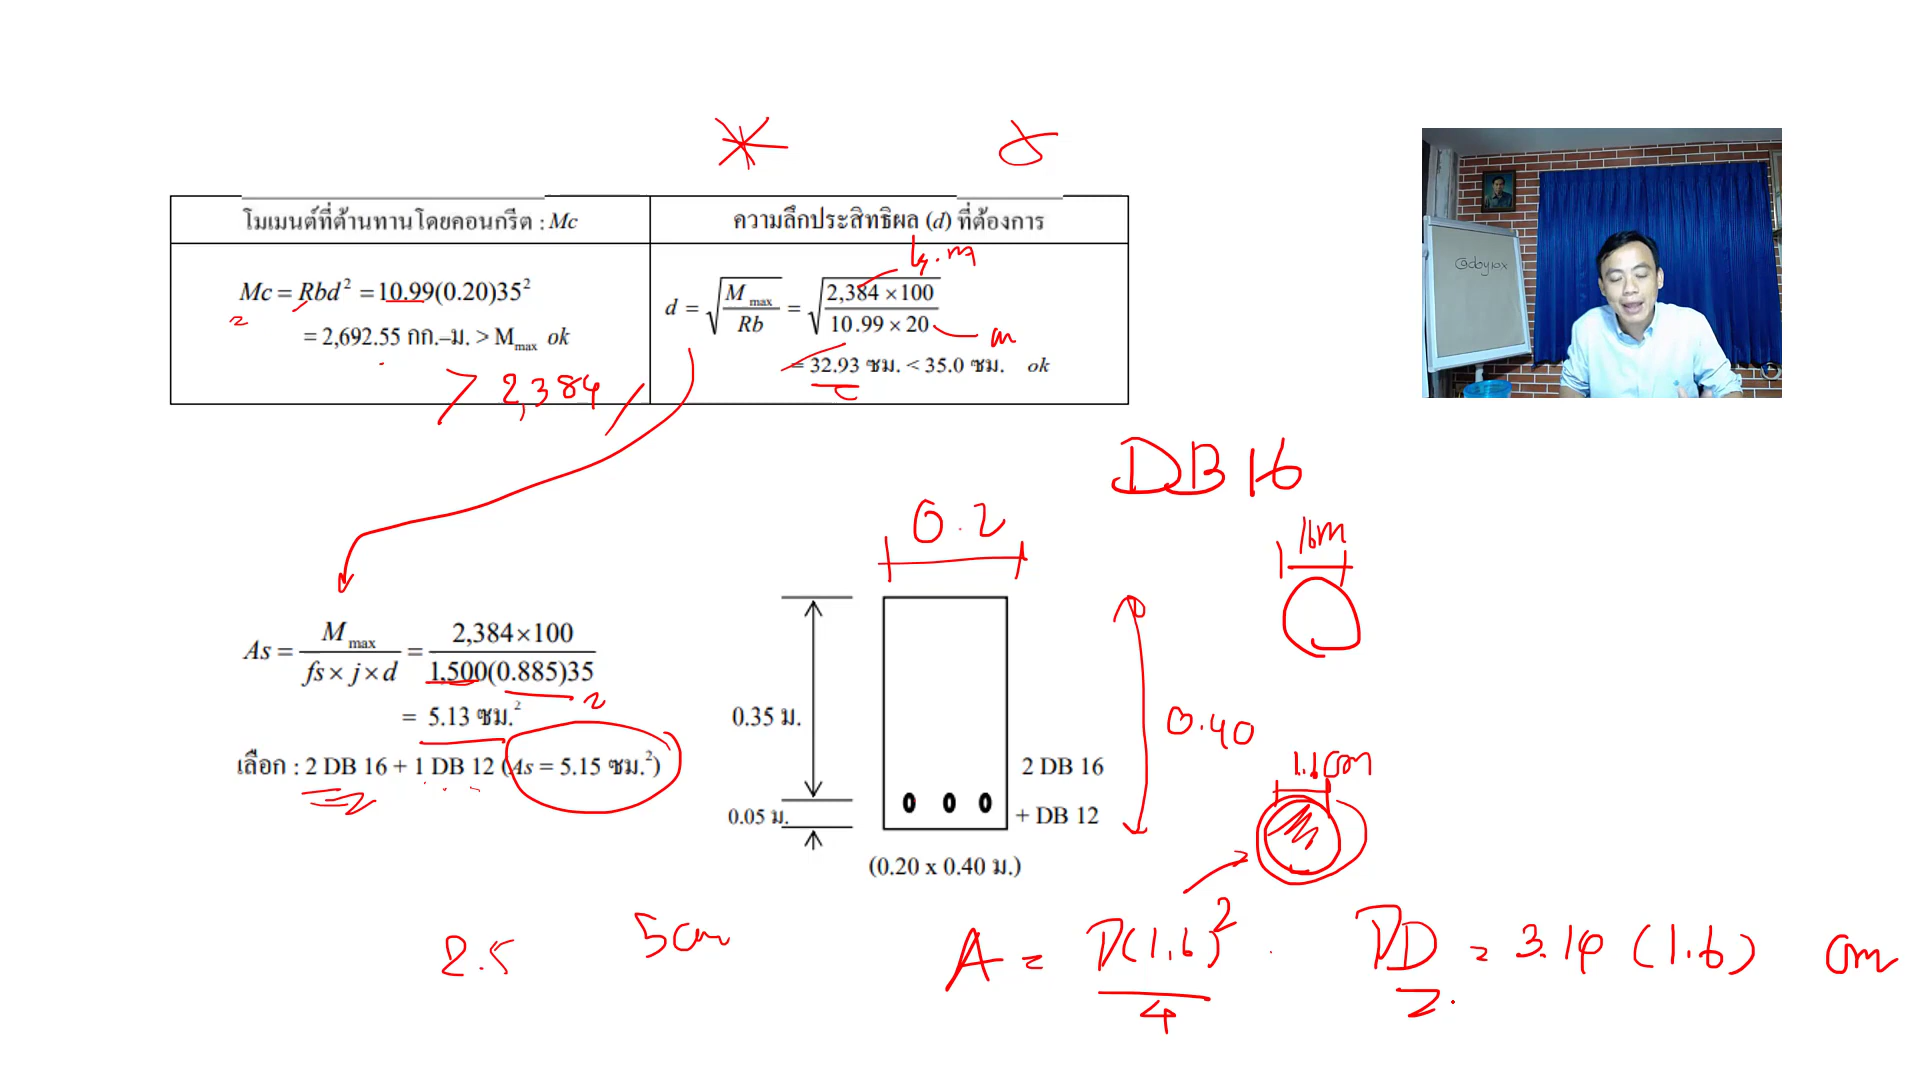 โมเมนต์ที่ต้านทานโดยคอนกรีต : Mc
Mc = Rbd² = 10.99(0.20)35²
= 2,692.55 กก.–ม. > Mmax ok
> 2,384
ความลึกประสิทธิผล (d) ที่ต้องการ
kg.m
d = √(Mmax / Rb) = √(2,384 × 100 / 10.99 × 20)
= 32.93 ซม. < 35.0 ซม. ok
@doyrox
DB16
0.2
As = Mmax / fs × j × d = 2,384×100 / 1,500(0.885)35
= 5.13 ซม.²
เลือก : 2 DB 16 + 1 DB 12 (As = 5.15 ซม.²)
0.35 ม.
0.05 ม.
2 DB 16
+ DB 12
(0.20 x 0.40 ม.)
0.40
1.6cm
2.5
5cm
A = π(1.6)² / 4
πD = 3.14 (1.6) cm